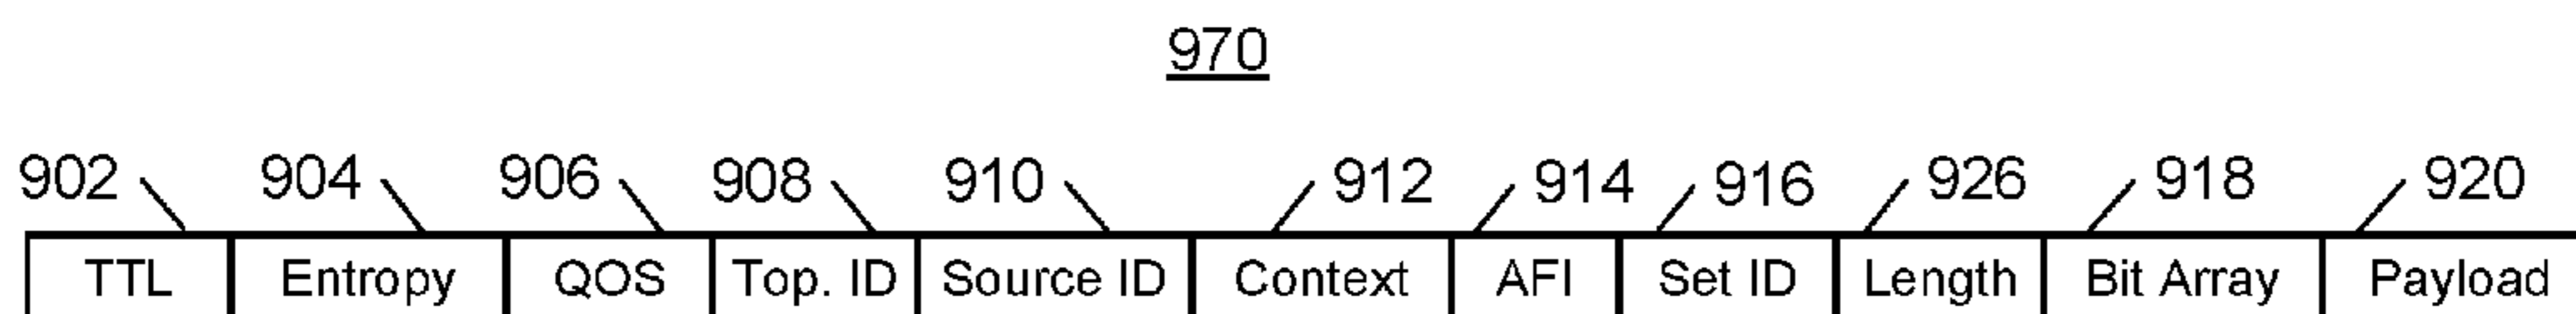 970
902 904 906 908 910 912 914 916 926 918 920
TTL Entropy QOS Top. ID Source ID Context AFI Set ID Length Bit Array Payload